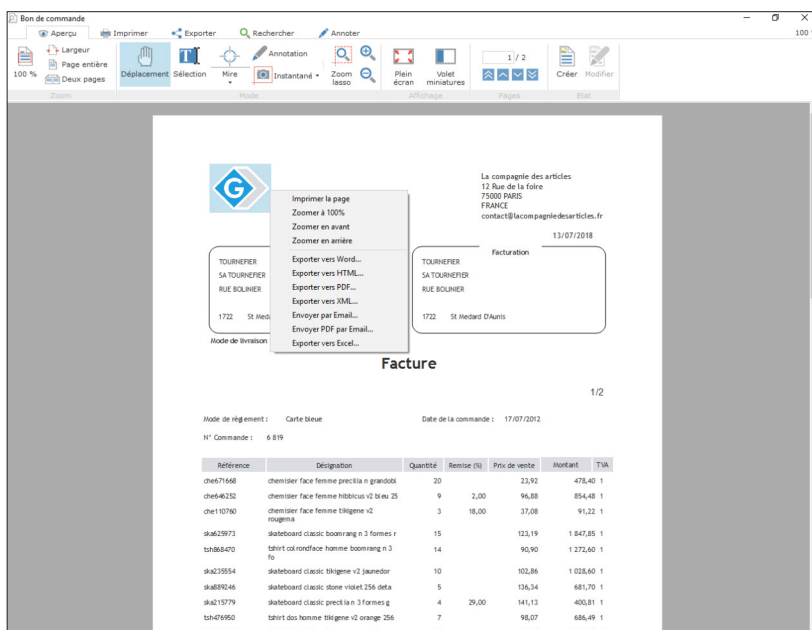 Bon de commande
Aperçu Imprimer Exporter Rechercher Annoter 100
100 % Largeur Page entière Deux pages
Déplacement Sélection Mire Annotation Instantané Zoom lasso
Plein écran Volet miniatures 1 / 2 Créer Modifier
Zoom Mode Affichage Pages Etat
G
La compagnie des articles
12 Rue de la foire
75000 PARIS
FRANCE
contact@lacompagniedesarticles.fr
13/07/2018
Imprimer la page
Zoomer à 100%
Zoomer en avant
Zoomer en arrière
Exporter vers Word...
Exporter vers HTML...
Exporter vers PDF...
Exporter vers XML...
Envoyer par Email...
Envoyer PDF par Email...
Exporter vers Excel...
TOURNEFIER
SA TOURNEFIER
RUE BOLINIER
1722 St Med
Facturation
TOURNEFIER
SA TOURNEFIER
RUE BOLINIER
1722 St Medard D'Aunis
Mode de livraison
Facture
1/2
Mode de règlement : Carte bleue Date de la commande : 17/07/2012
N° Commande : 6 819
Référence Désignation Quantité Remise (%) Prix de vente Montant TVA
che671668 chemisier face femme precilia n grandobl 20 23,92 478,40 1
che646252 chemisier face femme hibbicus v2 bleu 25 9 2,00 96,88 854,48 1
che110760 chemisier face femme tikigene v2 3 18,00 37,08 91,22 1
rougema
ska625973 skateboard classic boomrang n 3 formes r 15 123,19 1 847,85 1
tsh868470 tshirt col rondface homme boomrang n 3 14 90,90 1 272,60 1
fo
ska235554 skateboard classic tikigene v2 jaunedor 10 102,86 1 028,60 1
ska889246 skateboard classic stone violet 256 deta 5 136,34 681,70 1
ska215779 skateboard classic precilia n 3 formes g 4 29,00 141,13 400,81 1
tsh476950 tshirt dos homme tikigene v2 orange 256 7 98,07 686,49 1